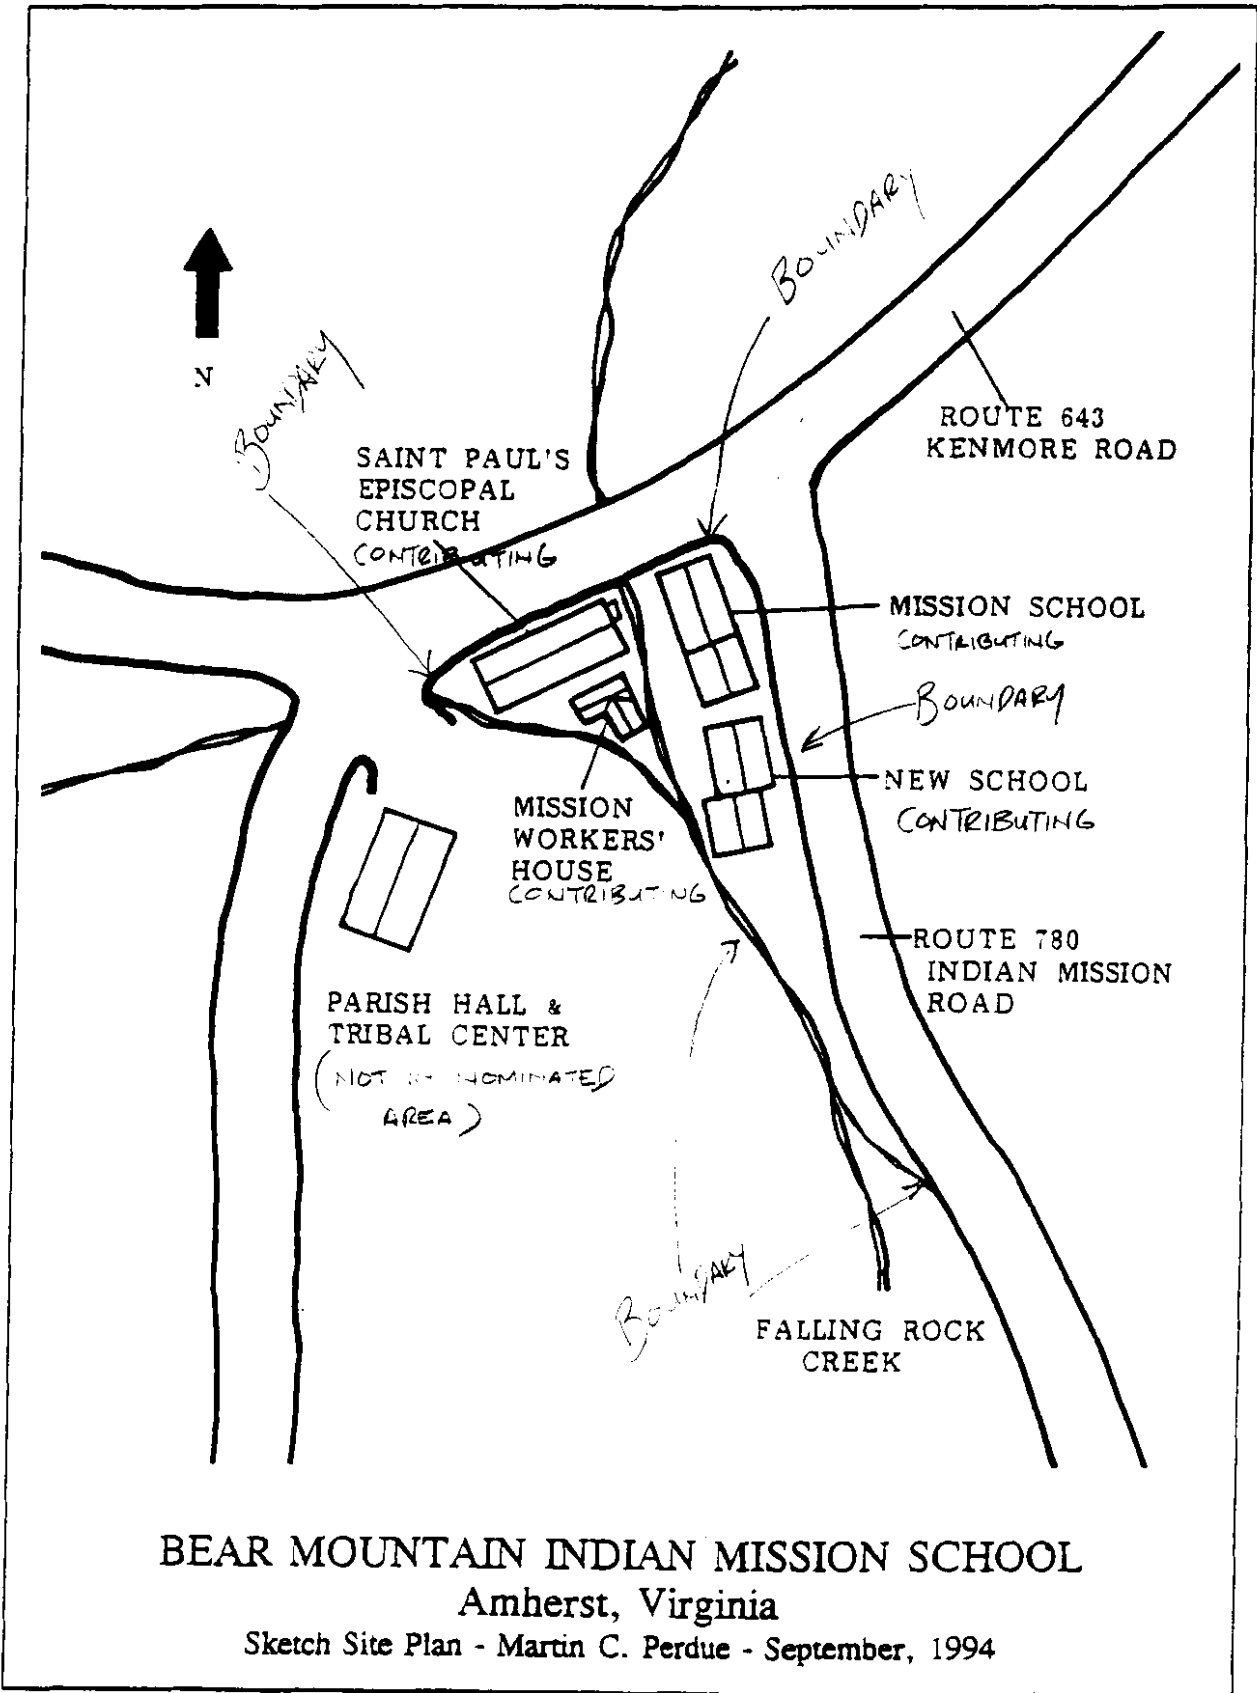 BOUNDARY
N
BOUNDARY
ROUTE 643
KENMORE ROAD
SAINT PAUL'S
EPISCOPAL
CHURCH
CONTRIBUTING
MISSION SCHOOL
CONTRIBUTING
BOUNDARY
NEW SCHOOL
CONTRIBUTING
MISSION
WORKERS'
HOUSE
CONTRIBUTING
ROUTE 780
INDIAN MISSION
ROAD
PARISH HALL &
TRIBAL CENTER
(NOT IN NOMINATED
AREA)
BOUNDARY
FALLING ROCK
CREEK
BEAR MOUNTAIN INDIAN MISSION SCHOOL
Amherst, Virginia
Sketch Site Plan - Martin C. Perdue - September, 1994